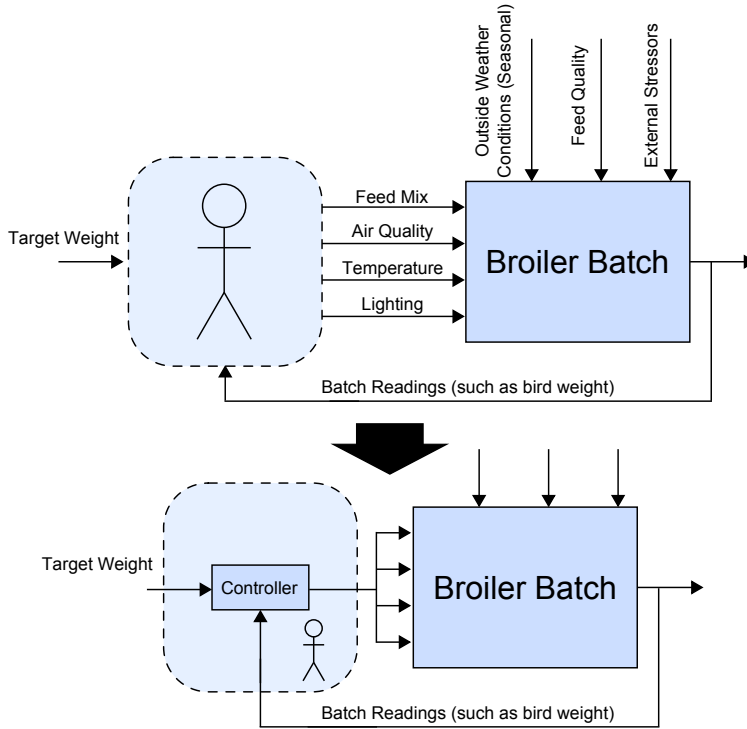 Outside Weather
Conditions (Seasonal)
Feed Quality
External Stressors
Target Weight
Feed Mix
Air Quality
Temperature
Lighting
Broiler Batch
Batch Readings (such as bird weight)
Target Weight
Controller
Broiler Batch
Batch Readings (such as bird weight)